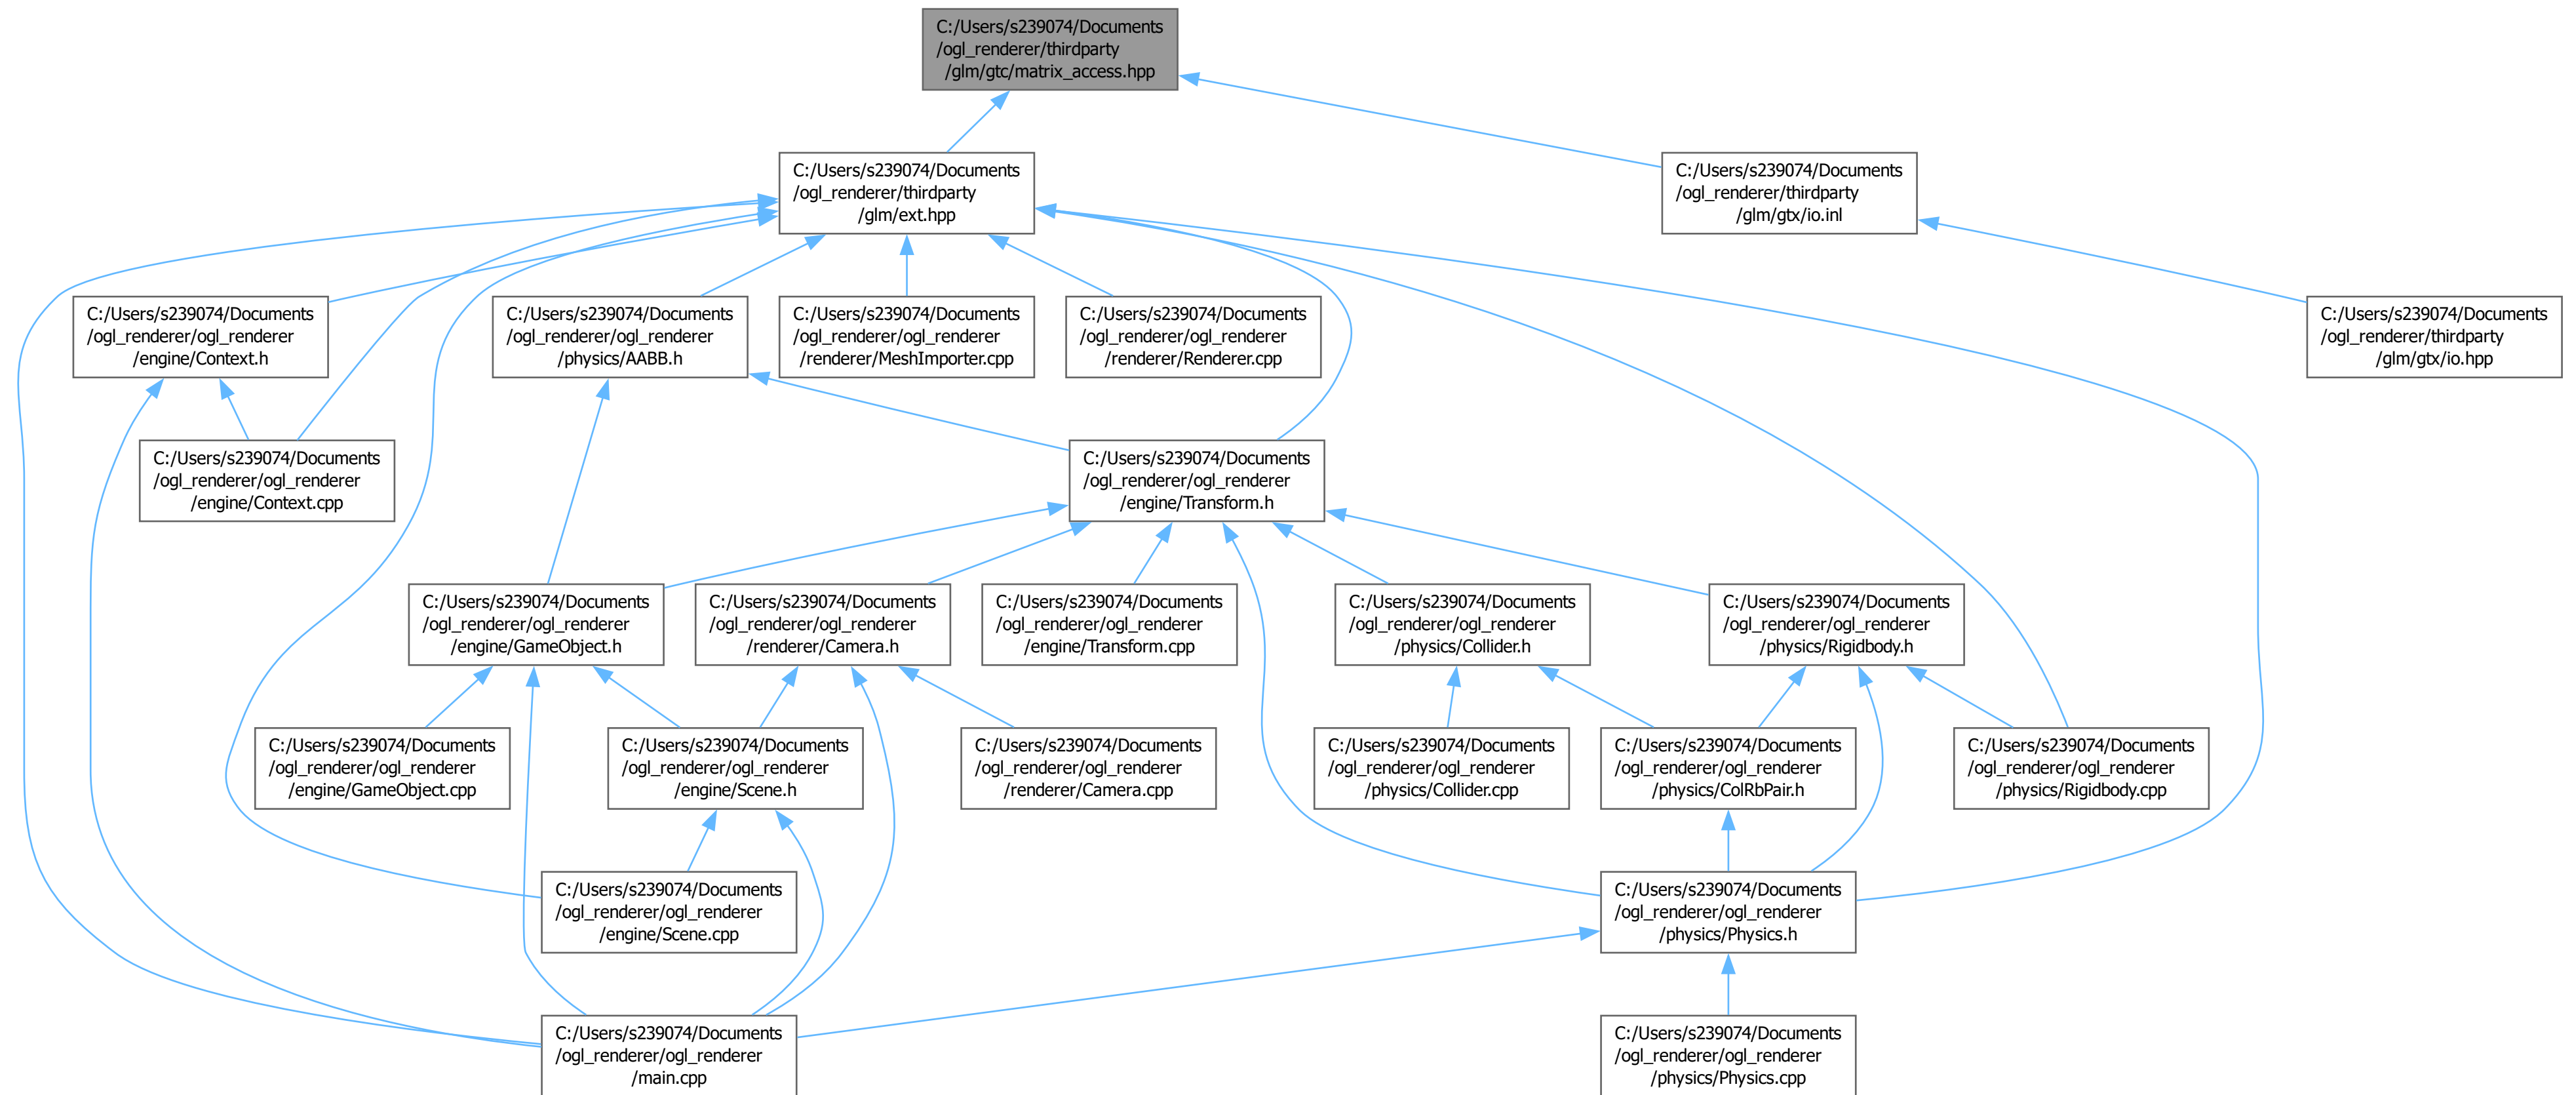 C:/Users/s239074/Documents
/ogl_renderer/thirdparty
/glm/gtc/matrix_access.hpp
C:/Users/s239074/Documents
/ogl_renderer/thirdparty
/glm/ext.hpp
C:/Users/s239074/Documents
/ogl_renderer/thirdparty
/glm/gtx/io.inl
C:/Users/s239074/Documents
/ogl_renderer/ogl_renderer
/engine/Context.h
C:/Users/s239074/Documents
/ogl_renderer/ogl_renderer
/physics/AABB.h
C:/Users/s239074/Documents
/ogl_renderer/ogl_renderer
/renderer/MeshImporter.cpp
C:/Users/s239074/Documents
/ogl_renderer/ogl_renderer
/renderer/Renderer.cpp
C:/Users/s239074/Documents
/ogl_renderer/thirdparty
/glm/gtx/io.hpp
C:/Users/s239074/Documents
/ogl_renderer/ogl_renderer
/engine/Context.cpp
C:/Users/s239074/Documents
/ogl_renderer/ogl_renderer
/engine/Transform.h
C:/Users/s239074/Documents
/ogl_renderer/ogl_renderer
/engine/GameObject.h
C:/Users/s239074/Documents
/ogl_renderer/ogl_renderer
/renderer/Camera.h
C:/Users/s239074/Documents
/ogl_renderer/ogl_renderer
/engine/Transform.cpp
C:/Users/s239074/Documents
/ogl_renderer/ogl_renderer
/physics/Collider.h
C:/Users/s239074/Documents
/ogl_renderer/ogl_renderer
/physics/Rigidbody.h
C:/Users/s239074/Documents
/ogl_renderer/ogl_renderer
/engine/GameObject.cpp
C:/Users/s239074/Documents
/ogl_renderer/ogl_renderer
/engine/Scene.h
C:/Users/s239074/Documents
/ogl_renderer/ogl_renderer
/renderer/Camera.cpp
C:/Users/s239074/Documents
/ogl_renderer/ogl_renderer
/physics/Collider.cpp
C:/Users/s239074/Documents
/ogl_renderer/ogl_renderer
/physics/ColRbPair.h
C:/Users/s239074/Documents
/ogl_renderer/ogl_renderer
/physics/Rigidbody.cpp
C:/Users/s239074/Documents
/ogl_renderer/ogl_renderer
/engine/Scene.cpp
C:/Users/s239074/Documents
/ogl_renderer/ogl_renderer
/physics/Physics.h
C:/Users/s239074/Documents
/ogl_renderer/ogl_renderer
/main.cpp
C:/Users/s239074/Documents
/ogl_renderer/ogl_renderer
/physics/Physics.cpp